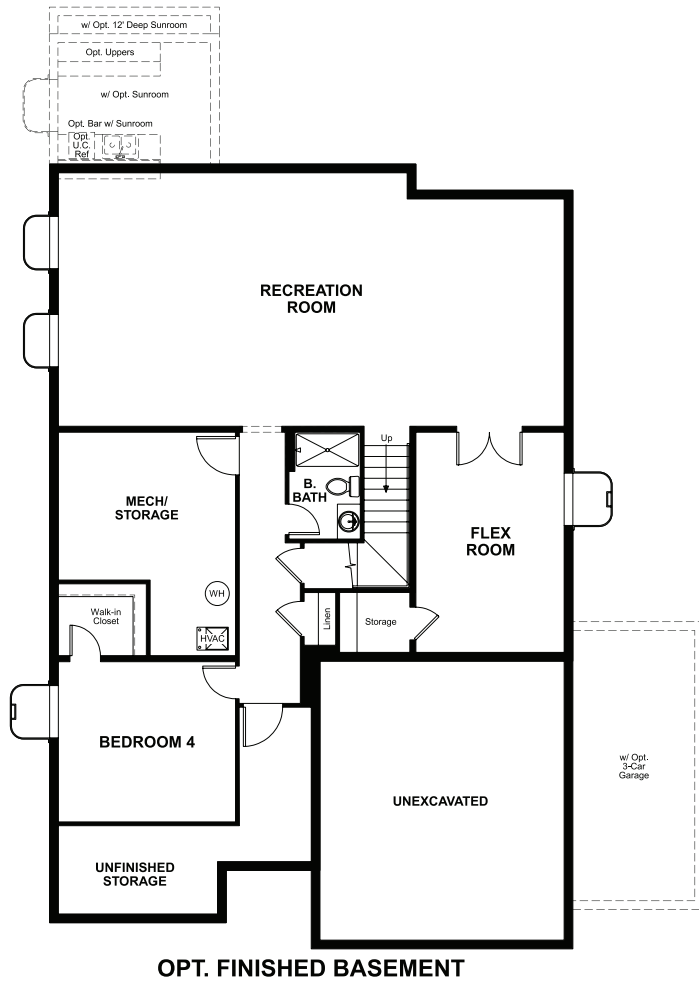 w/ Opt. 12' Deep Sunroom
Opt. Uppers
w/ Opt. Sunroom
Opt. Bar w/ Sunroom
Opt.
U.C.
Ref
RECREATION
ROOM
Up
MECH/
STORAGE
B.
BATH
FLEX
ROOM
WH
Walk-in
Closet
HVAC
Linen
Storage
BEDROOM 4
w/ Opt.
3-Car
Garage
UNEXCAVATED
UNFINISHED
STORAGE
OPT. FINISHED BASEMENT